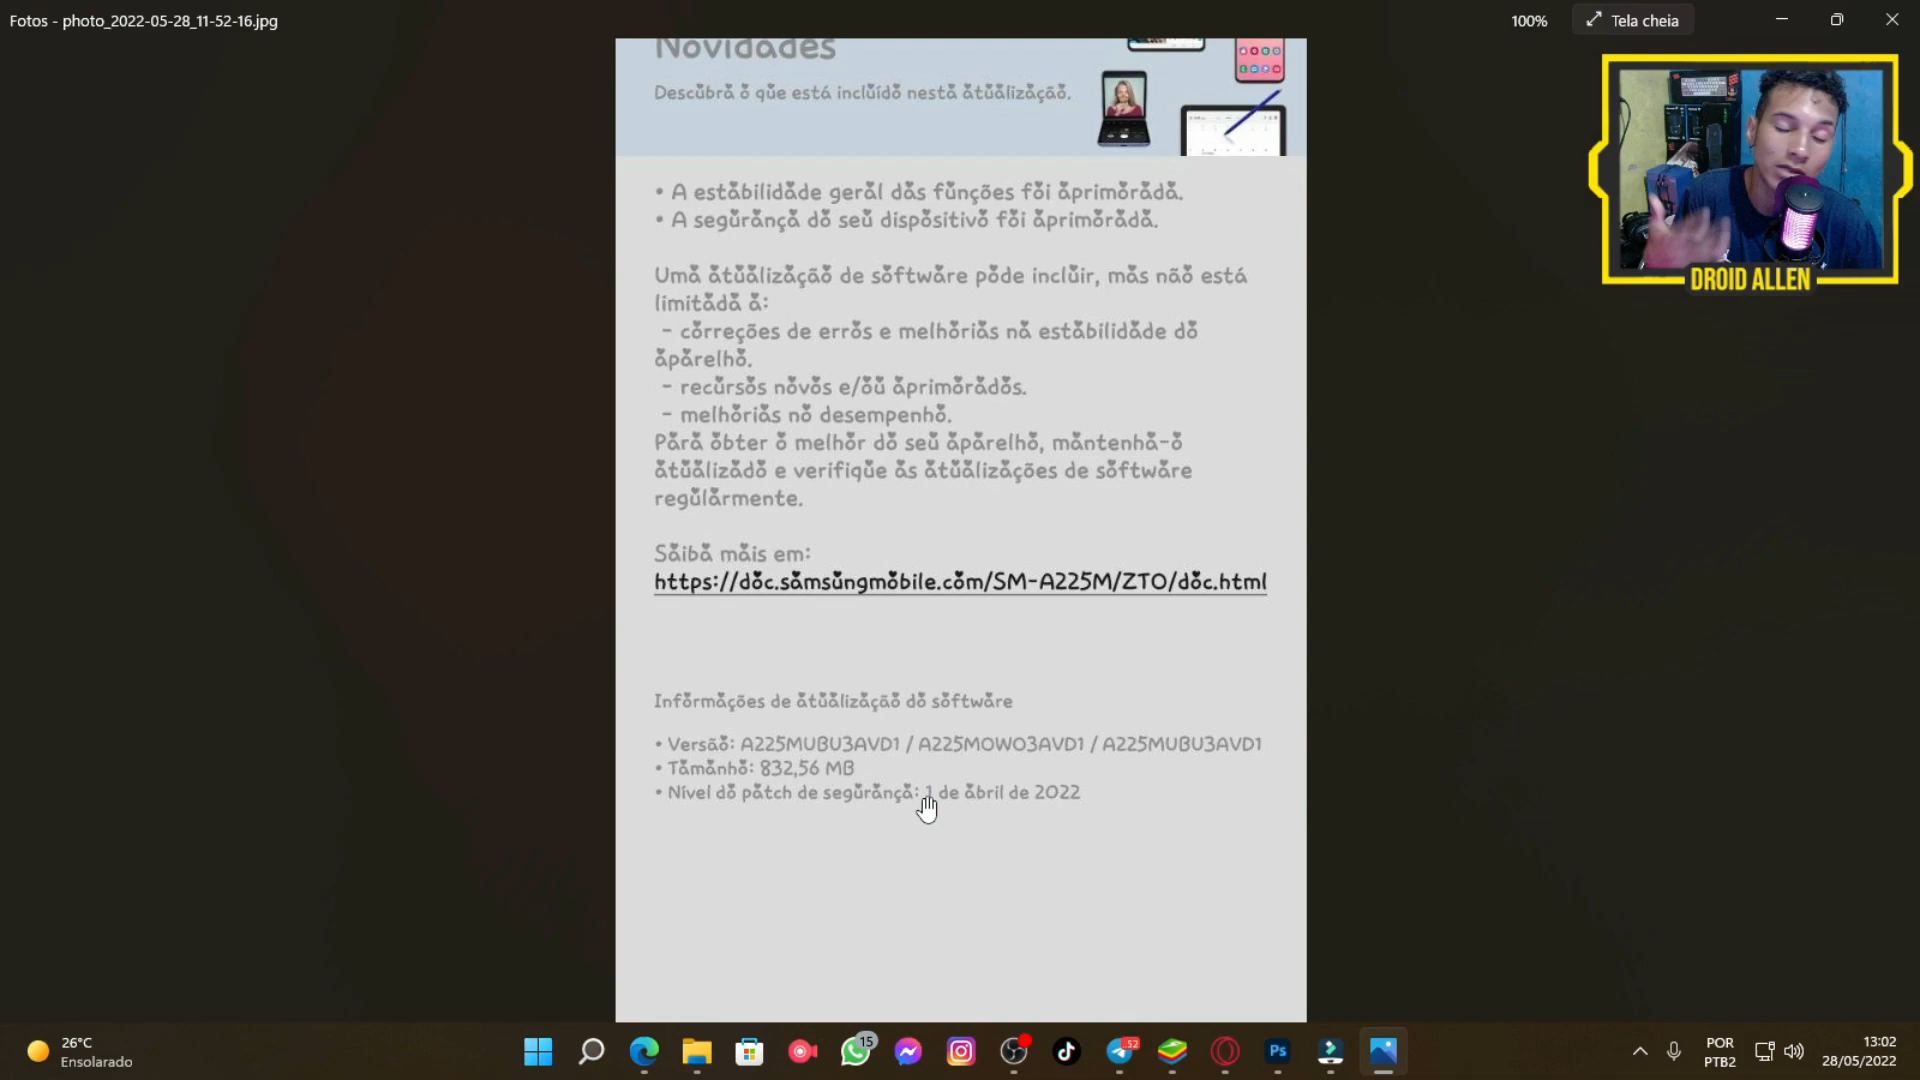 Fotos - photo_2022-05-28_11-52-16.jpg
100%
Tela cheia
Novidades
Descubra o que está incluído nesta atualização.
DROID ALLEN
• A estabilidade geral das funções foi aprimorada.
• A segurança do seu dispositivo foi aprimorada.
Uma atualização de software pode incluir, mas não está
limitada a:
- correções de erros e melhorias na estabilidade do
aparelho.
- recursos novos e/ou aprimorados.
- melhorias no desempenho.
Para obter o melhor do seu aparelho, mantenha-o
atualizado e verifique as atualizações de software
regularmente.
Saiba mais em:
https://doc.samsungmobile.com/SM-A225M/ZTO/doc.html
Informações de atualização do software
• Versão: A225MUBU3AVD1 / A225MOWO3AVD1 / A225MUBU3AVD1
• Tamanho: 832,56 MB
• Nível do patch de segurança: 1 de abril de 2022
26°C
Ensolarado
15
52
Ps
POR
PTB2
13:02
28/05/2022